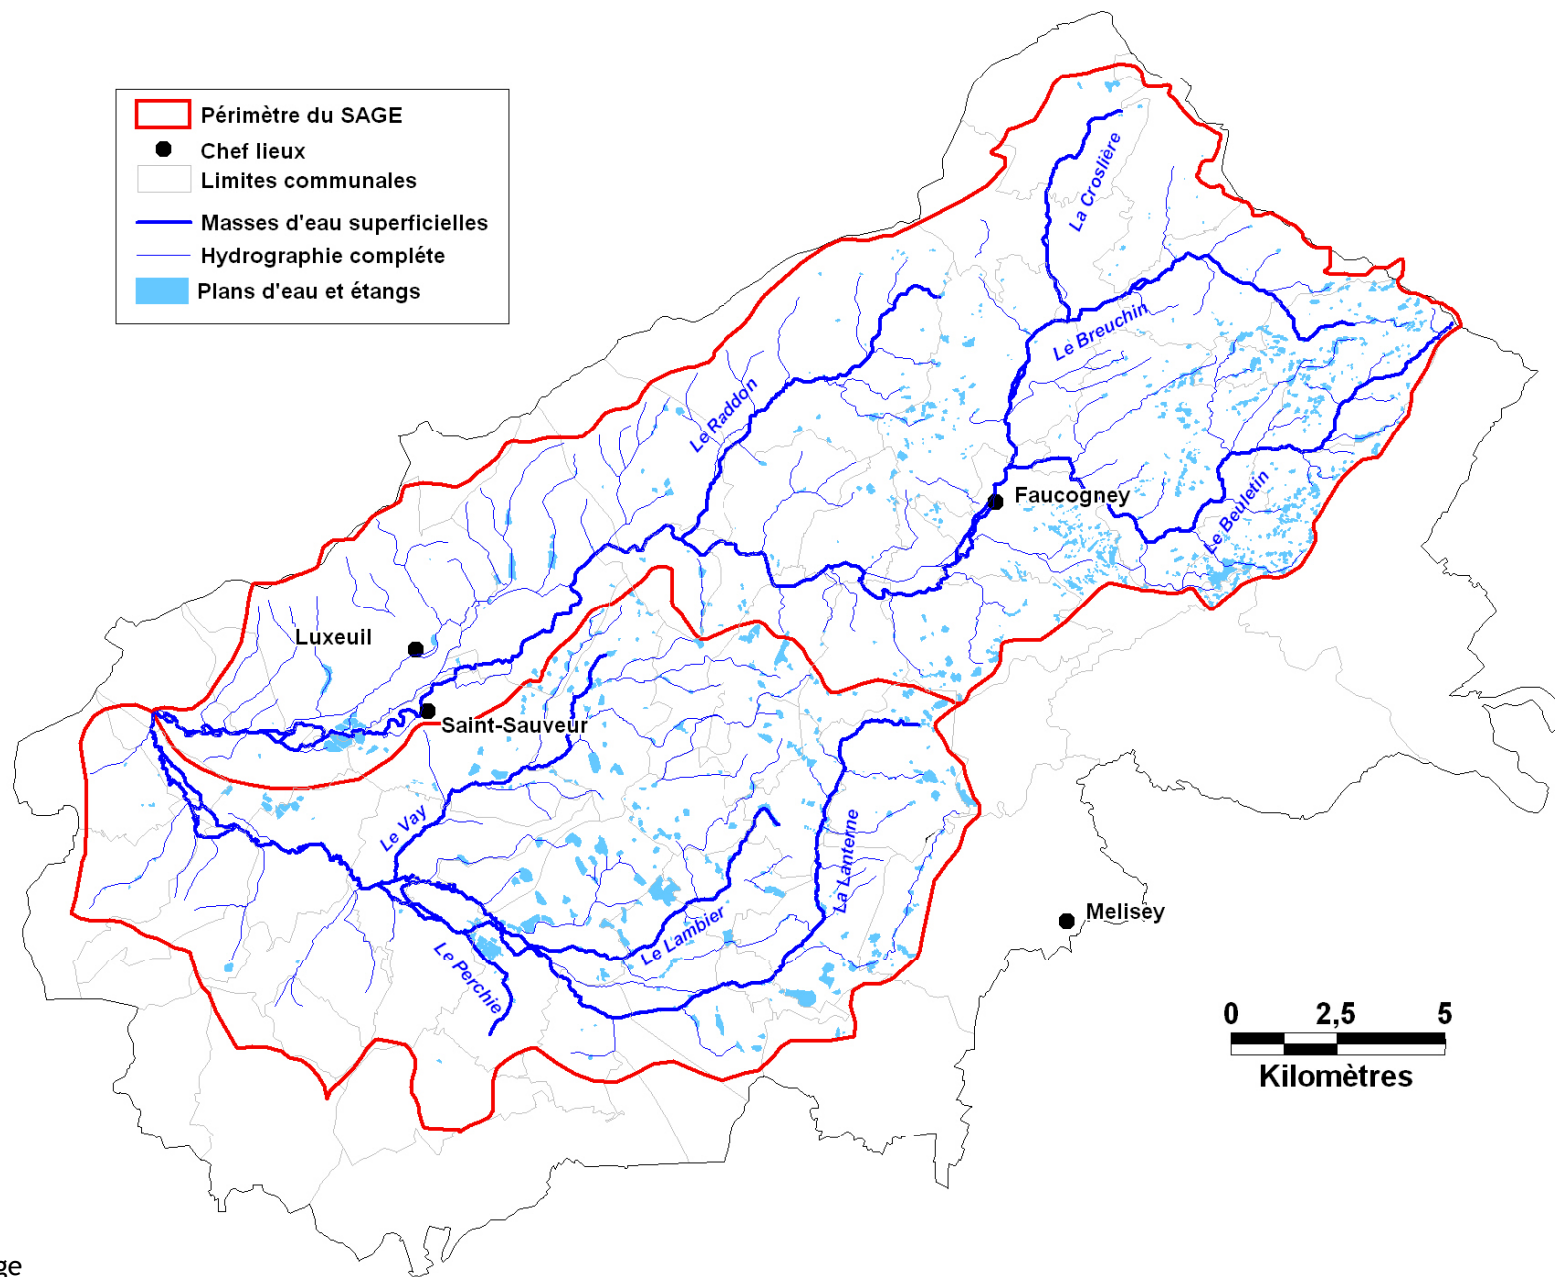 Périmètre du SAGE
Chef lieux
Limites communales
Masses d'eau superficielles
Hydrographie compléte
Plans d'eau et étangs
La Croslière
Le Breuchin
Le Raddon
Faucogney
Le Beuletin
Luxeuil
Saint-Sauveur
Le Vay
La Lanterne
Le Lambier
Le Perchie
Melisey
0 2,5 5
Kilomètres
ge